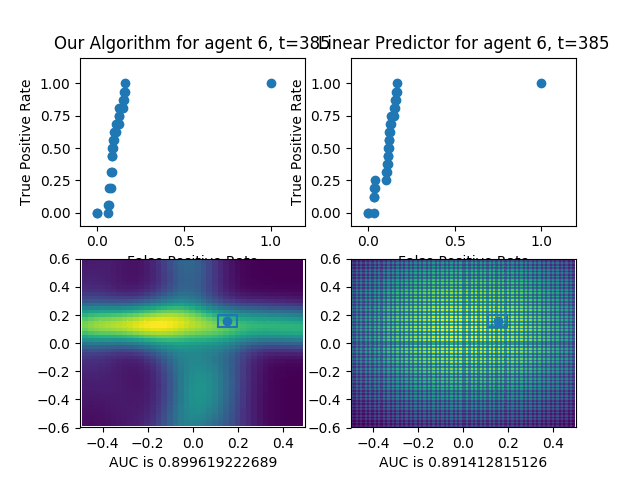 Our Algorithm for agent 6, t=385
Linear Predictor for agent 6, t=385
True Positive Rate
1.00
0.75
0.50
0.25
0.00
0.0 0.5 1.0
False Positive Rate
True Positive Rate
1.00
0.75
0.50
0.25
0.00
0.0 0.5 1.0
False Positive Rate
0.6
0.4
0.2
0.0
−0.2
−0.4
−0.6
−0.4 −0.2 0.0 0.2 0.4
AUC is 0.899619222689
0.6
0.4
0.2
0.0
−0.2
−0.4
−0.6
−0.4 −0.2 0.0 0.2 0.4
AUC is 0.891412815126